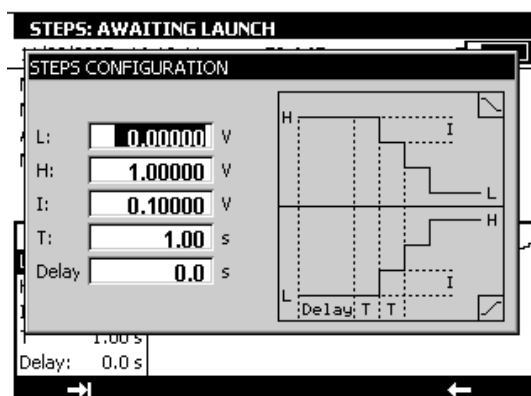 STEPS: AWAITING LAUNCH
STEPS CONFIGURATION
L: 0.00000 V
H: 1.00000 V
I: 0.10000 V
T: 1.00 s
Delay 0.0 s
H
I
L
H
I
L
Delay T T
1.00 s
Delay: 0.0 s